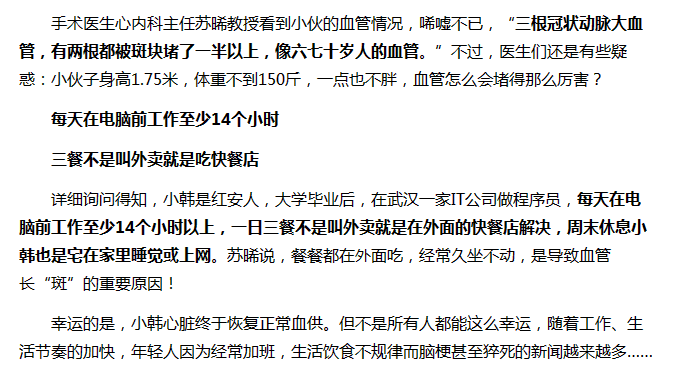 手术医生心内科主任苏晞教授看到小伙的血管情况，唏嘘不已，“三根冠状动脉大血
管，有两根都被斑块堵了一半以上，像六七十岁人的血管。”不过，医生们还是有些疑
惑：小伙子身高1.75米，体重不到150斤，一点也不胖，血管怎么会堵得那么厉害？
每天在电脑前工作至少14个小时
三餐不是叫外卖就是吃快餐店
详细询问得知，小韩是红安人，大学毕业后，在武汉一家IT公司做程序员，每天在电
脑前工作至少14个小时以上，一日三餐不是叫外卖就是在外面的快餐店解决，周末休息小
韩也是宅在家里睡觉或上网。苏晞说，餐餐都在外面吃，经常久坐不动，是导致血管
长“斑”的重要原因！
幸运的是，小韩心脏终于恢复正常血供。但不是所有人都能这么幸运，随着工作、生
活节奏的加快，年轻人因为经常加班，生活饮食不规律而脑梗甚至猝死的新闻越来越多......